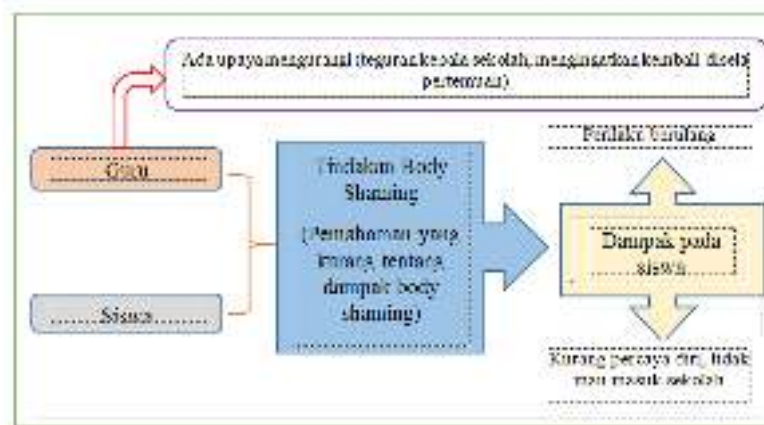 Ada upaya mengurangi (teguran kepala sekolah, mengingatkan kembali disela
pertemuan)
Guru
Siswa
Tindakan Body
Shaming
(Pemahaman yang
kurang tentang
dampak body
shaming)
Perilaku berulang
Dampak pada
siswa
Kurang percaya diri, tidak
mau masuk sekolah